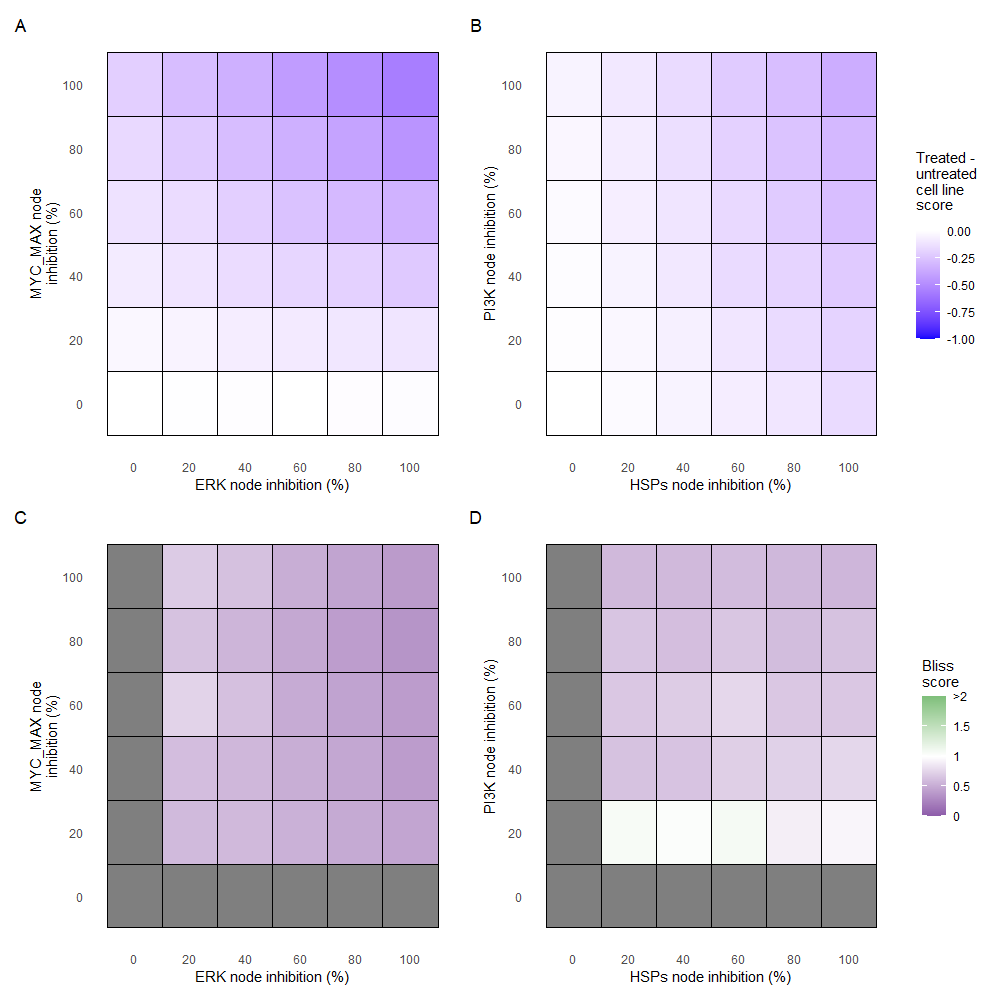 A
B
100
80
60
40
20
0
MYC_MAX node
inhibition (%)
0 20 40 60 80 100
ERK node inhibition (%)
100
80
60
40
20
0
PI3K node inhibition (%)
0 20 40 60 80 100
HSPs node inhibition (%)
Treated -
untreated
cell line
score
0.00
-0.25
-0.50
-0.75
-1.00
C
D
100
80
60
40
20
0
MYC_MAX node
inhibition (%)
0 20 40 60 80 100
ERK node inhibition (%)
100
80
60
40
20
0
PI3K node inhibition (%)
0 20 40 60 80 100
HSPs node inhibition (%)
Bliss
score
>2
1.5
1
0.5
0